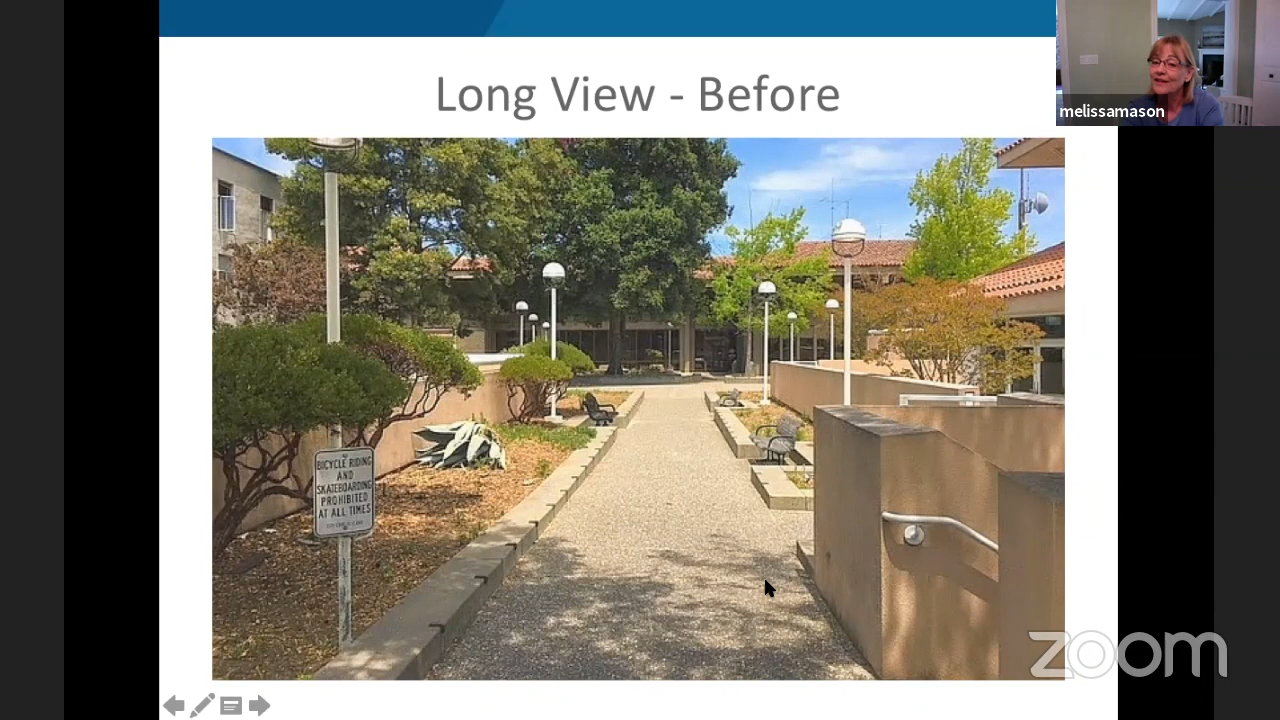 Long View - Before
melissamason
BICYCLE RIDING
AND
SKATEBOARDING
PROHIBITED
AT ALL TIMES
zoom